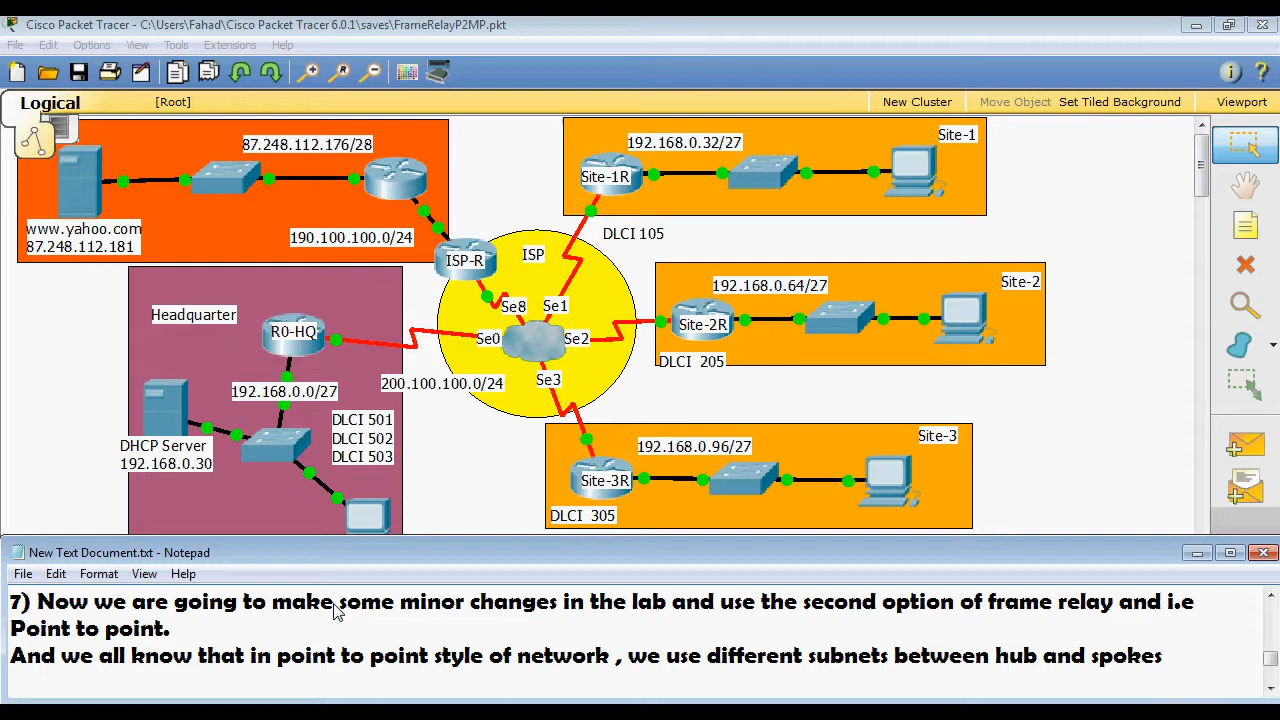 Cisco Packet Tracer - C:\Users\Fahad\Cisco Packet Tracer 6.0.1\saves\FrameRelayP2MP.pkt
File Edit Options View Tools Extensions Help
Logical [Root] New Cluster Move Object Set Tiled Background Viewport
87.248.112.176/28
www.yahoo.com
87.248.112.181
190.100.100.0/24
ISP-R
ISP
Se8
Se1
Se0
Se2
Se3
192.168.0.32/27
Site-1
Site-1R
DLCI 105
192.168.0.64/27
Site-2
Site-2R
DLCI 205
Headquarter
R0-HQ
192.168.0.0/27
200.100.100.0/24
DLCI 501
DLCI 502
DLCI 503
DHCP Server
192.168.0.30
192.168.0.96/27
Site-3
Site-3R
DLCI 305
New Text Document.txt - Notepad
File Edit Format View Help
7) Now we are going to make some minor changes in the lab and use the second option of frame relay and i.e
Point to point.
And we all know that in point to point style of network , we use different subnets between hub and spokes